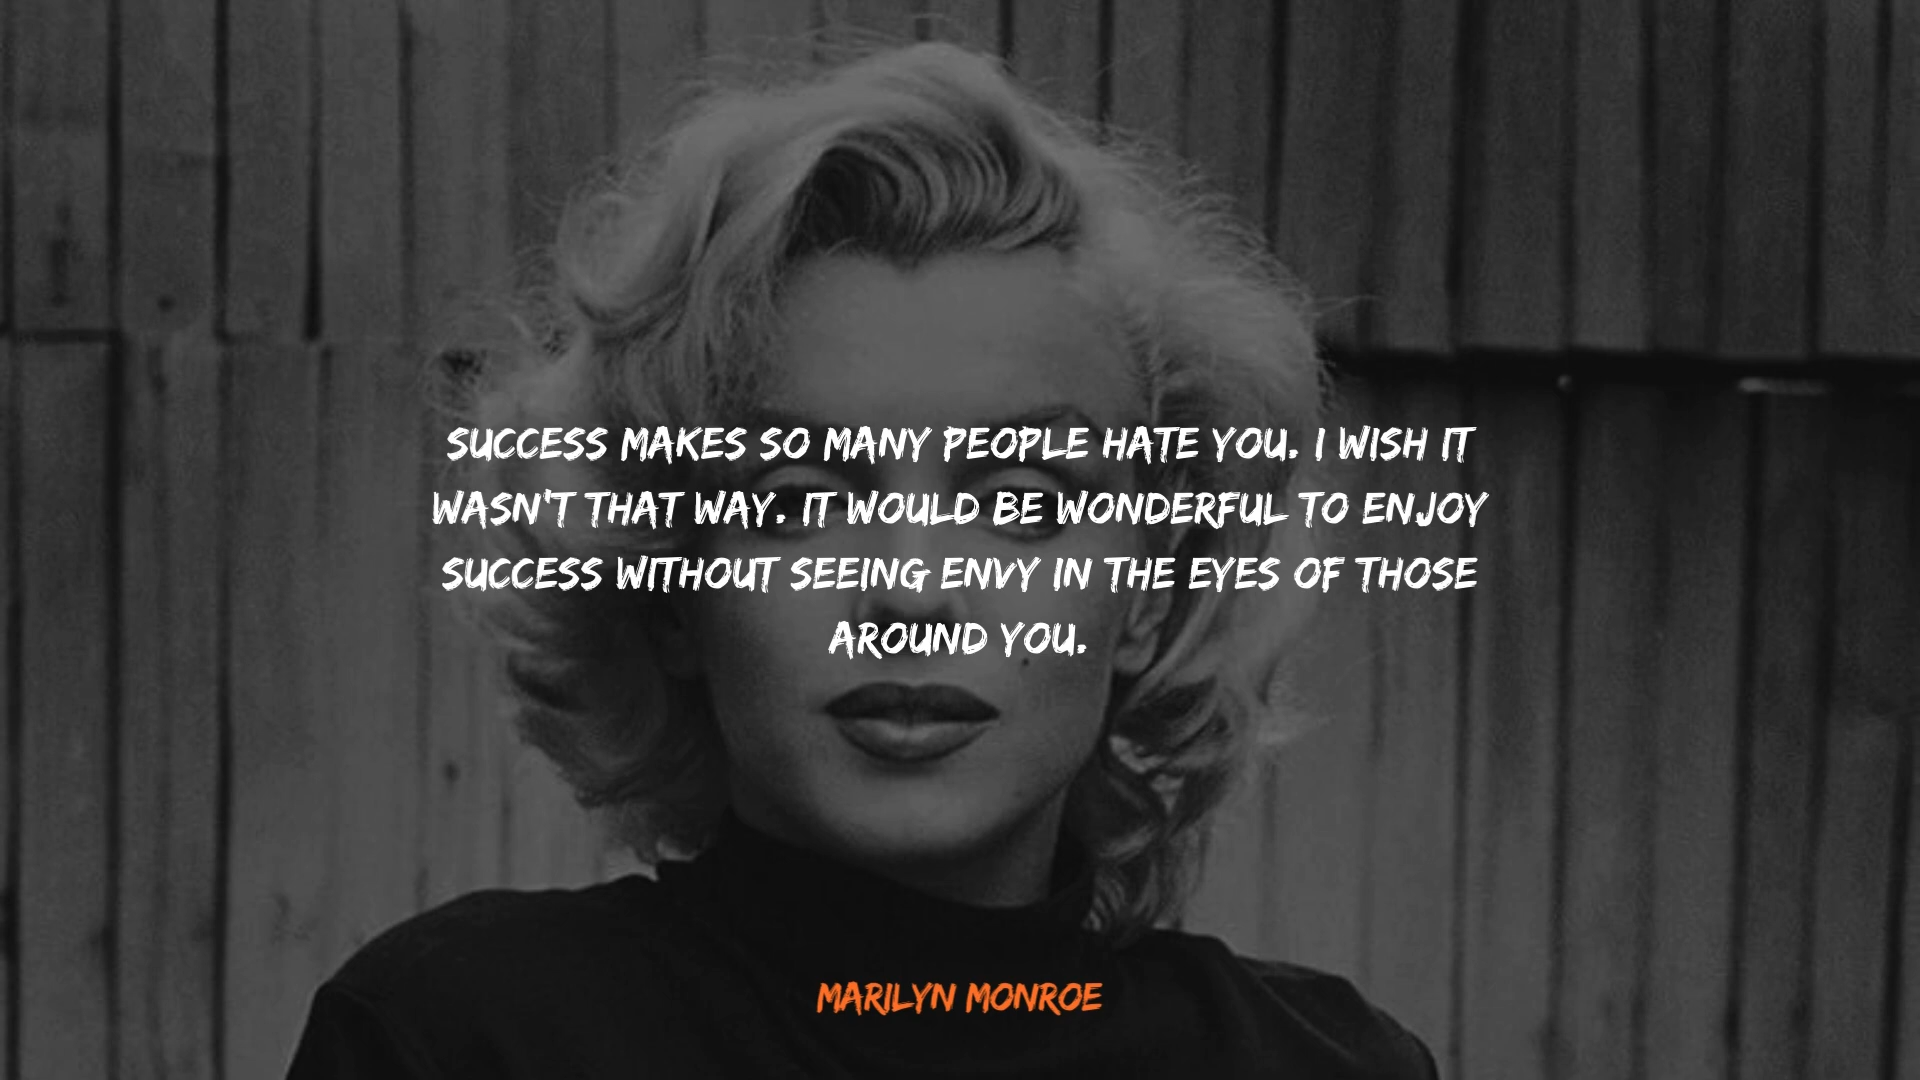 SUCCESS MAKES SO MANY PEOPLE HATE YOU. I WISH IT
WASN'T THAT WAY. IT WOULD BE WONDERFUL TO ENJOY
SUCCESS WITHOUT SEEING ENVY IN THE EYES OF THOSE
AROUND YOU.
MARILYN MONROE